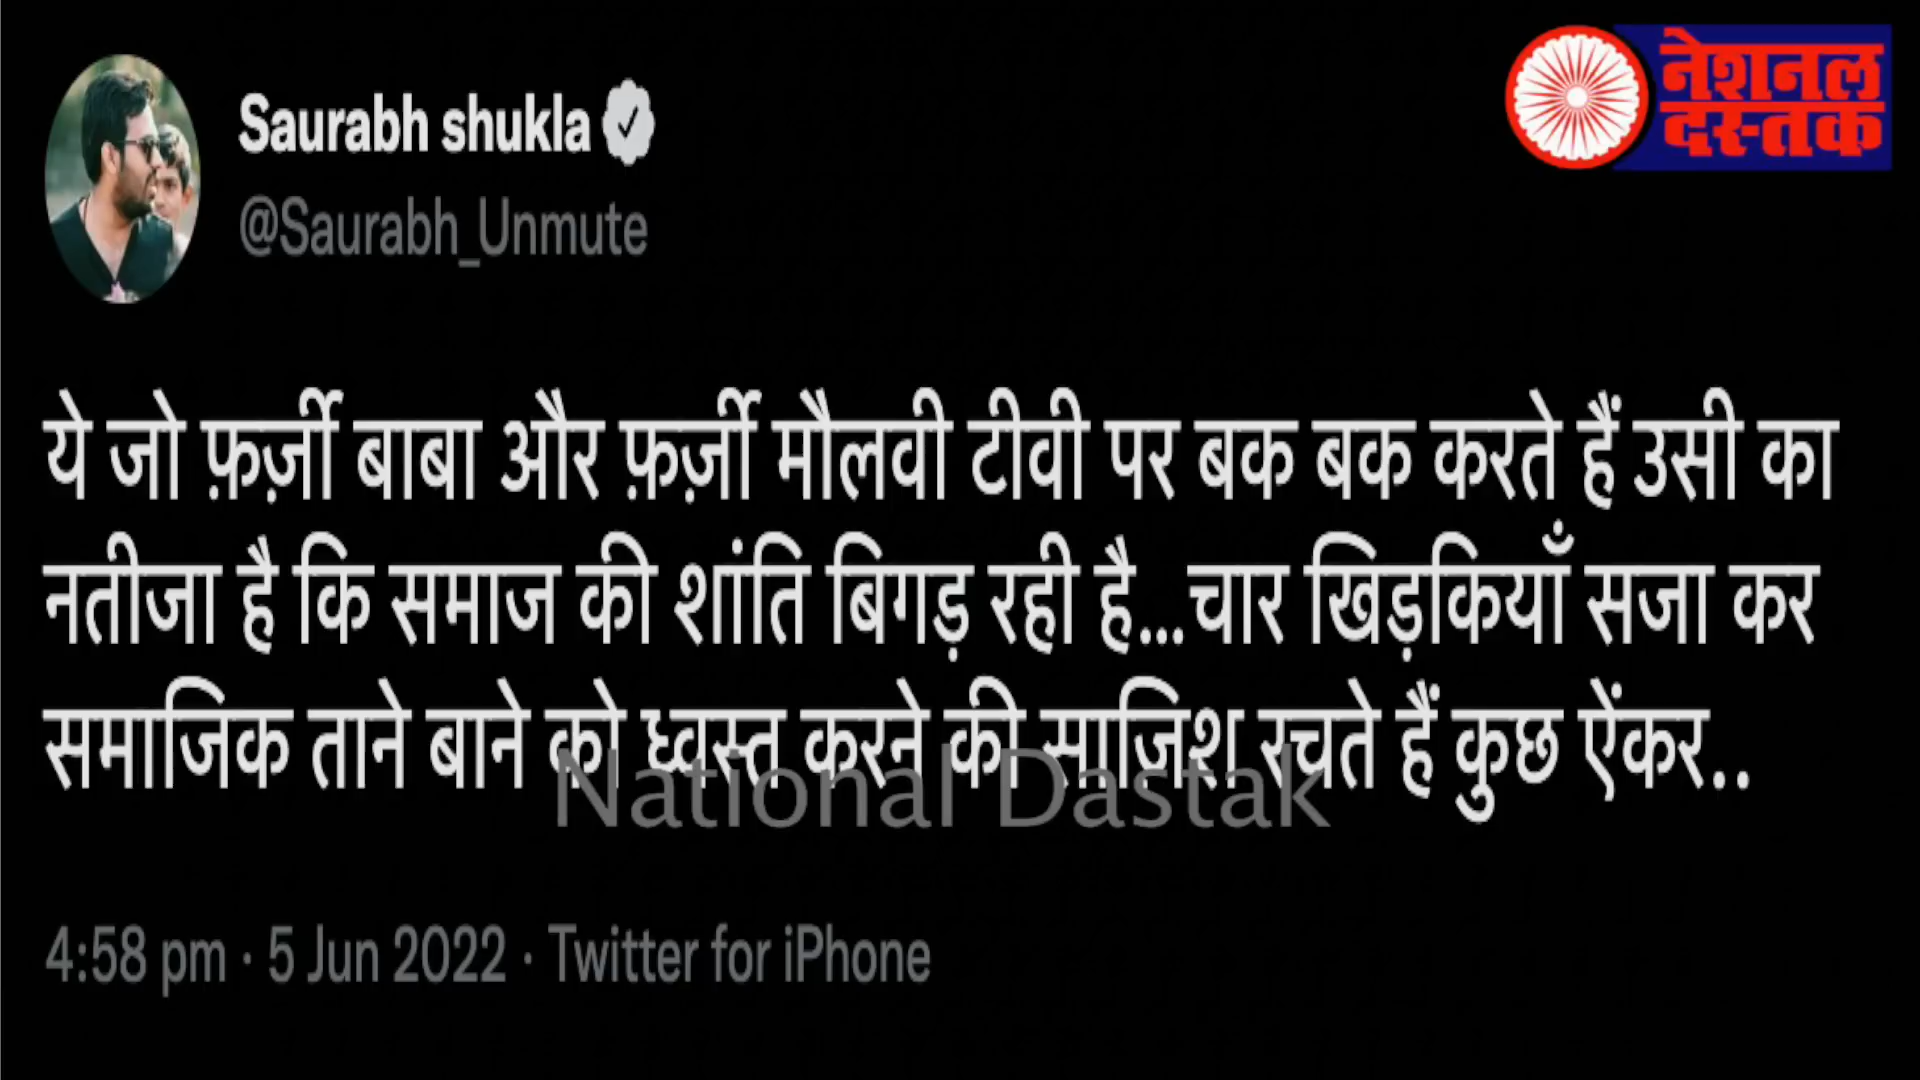 Saurabh shukla
@Saurabh_Unmute
नेशनल
दस्तक
ये जो फ़र्ज़ी बाबा और फ़र्ज़ी मौलवी टीवी पर बक बक करते हैं उसी का
नतीजा है कि समाज की शांति बिगड़ रही है...चार खिड़कियाँ सजा कर
समाजिक ताने बाने को ध्वस्त करने की साज़िश रचते हैं कुछ ऐंकर..
National Dastak
4:58 pm · 5 Jun 2022 · Twitter for iPhone